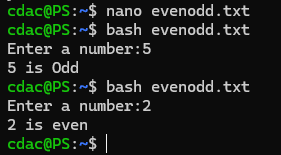 cdac@PS:~$ nano evenodd.txt
cdac@PS:~$ bash evenodd.txt
Enter a number:5
5 is Odd
cdac@PS:~$ bash evenodd.txt
Enter a number:2
2 is even
cdac@PS:~$